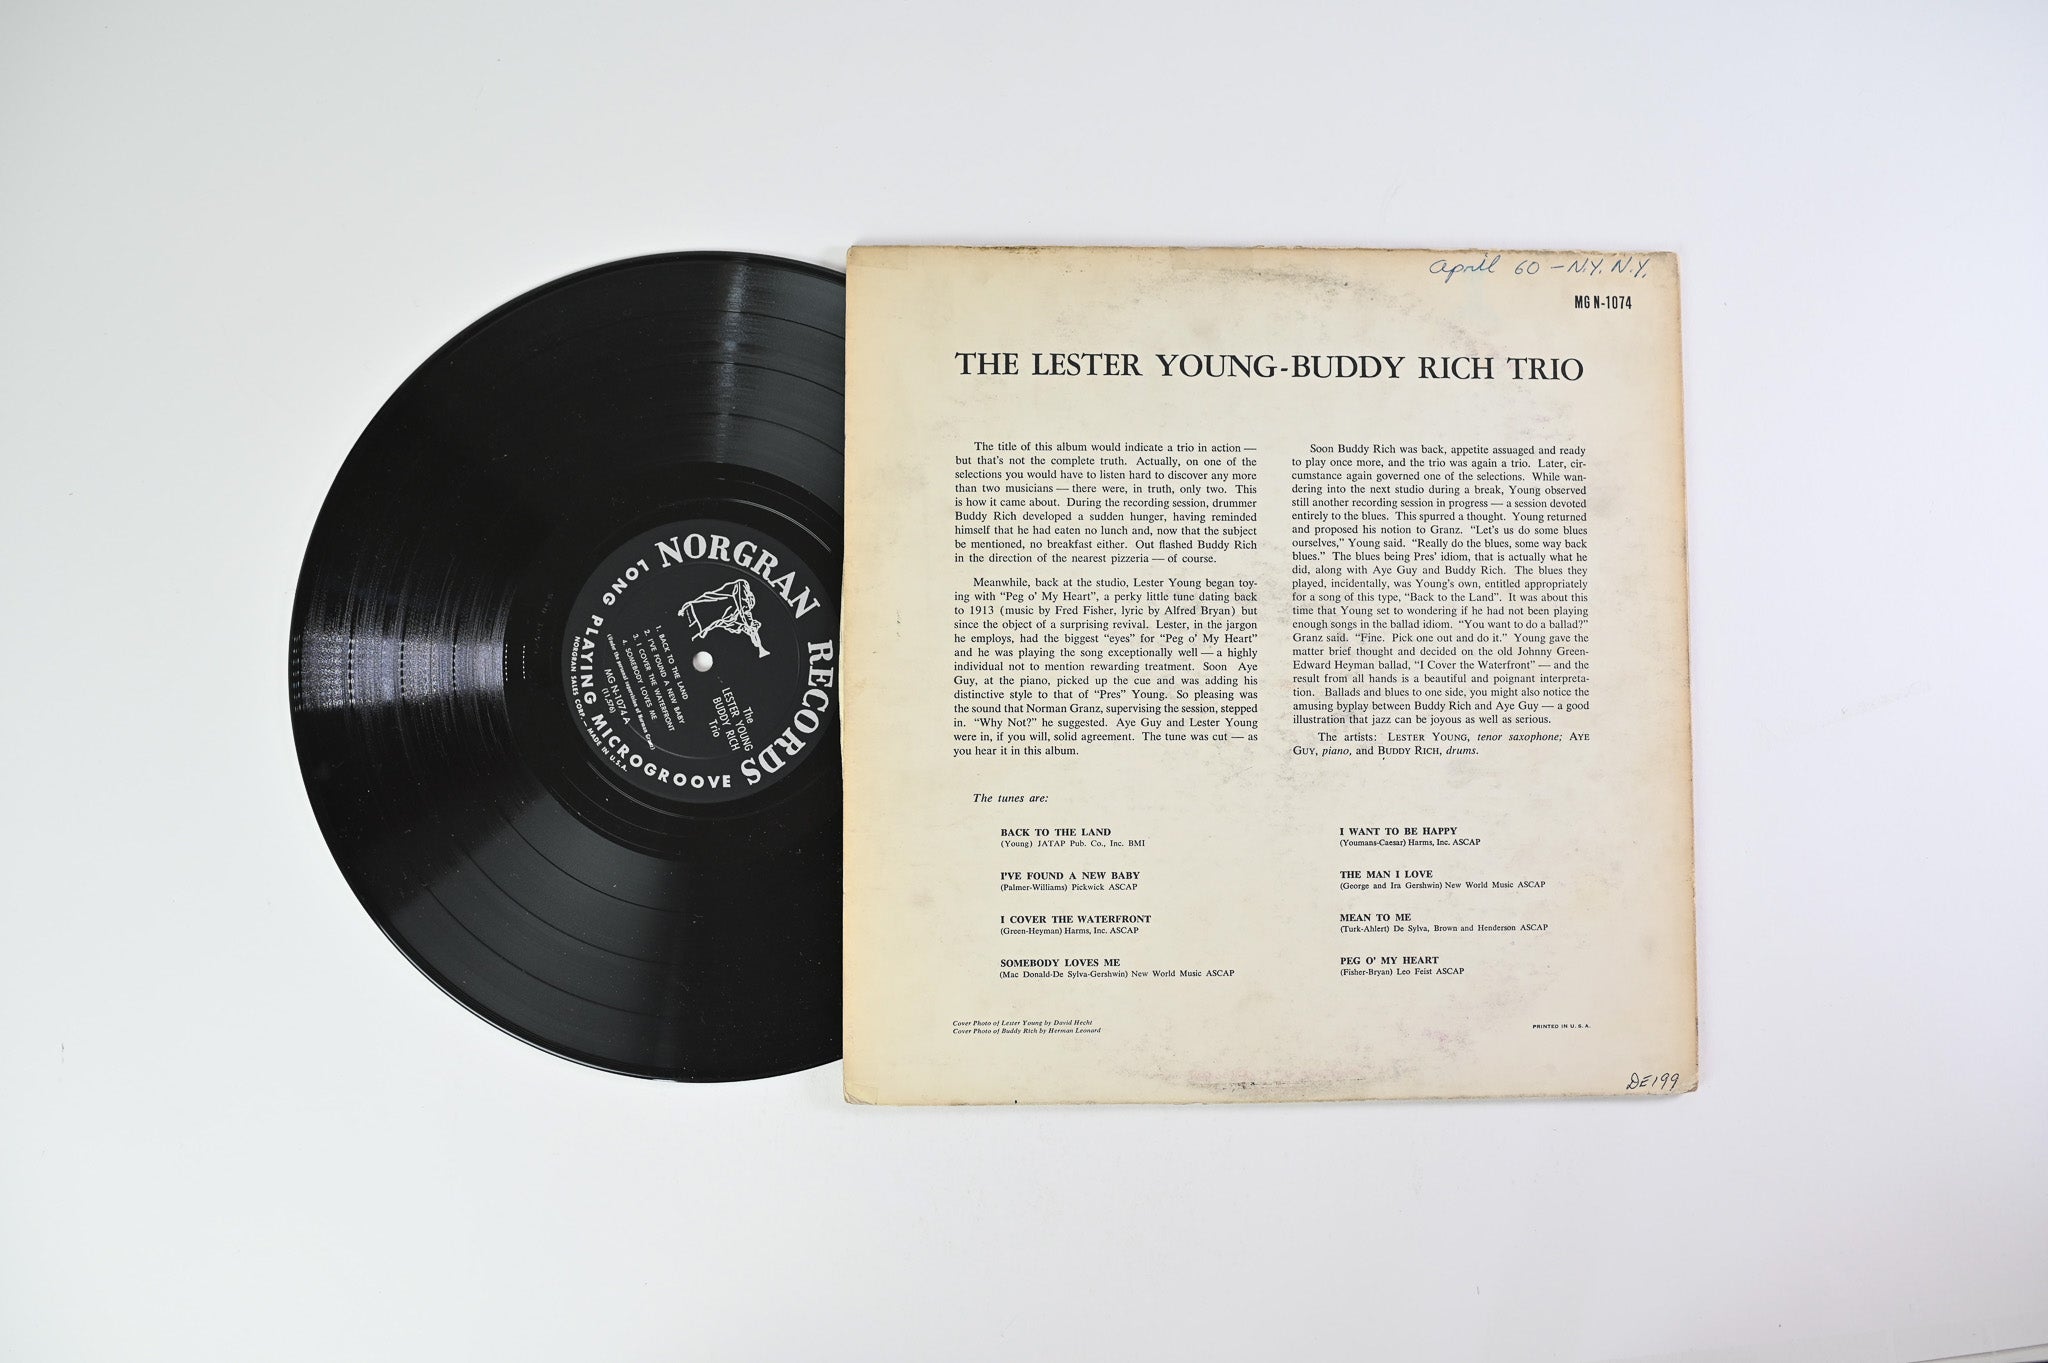 NORGRAN RECORDS
LONG PLAYING MICROGROOVE
NORGRAN SALES CORP., MADE IN U.S.A.
1. BACK TO THE LAND
2. I'VE FOUND A NEW BABY
3. I COVER THE WATERFRONT
4. SOMEBODY LOVES ME
(Under the personal supervision of Norman Granz)
MG N-1074 A
(11,576)
The
LESTER YOUNG
BUDDY RICH
Trio
April 60 - N.Y. N.Y.
MG N-1074
THE LESTER YOUNG-BUDDY RICH TRIO
The title of this album would indicate a trio in action —
but that's not the complete truth. Actually, on one of the
selections you would have to listen hard to discover any more
than two musicians — there were, in truth, only two. This
is how it came about. During the recording session, drummer
Buddy Rich developed a sudden hunger, having reminded
himself that he had eaten no lunch and, now that the subject
be mentioned, no breakfast either. Out flashed Buddy Rich
in the direction of the nearest pizzeria — of course.
Meanwhile, back at the studio, Lester Young began toy-
ing with "Peg o' My Heart", a perky little tune dating back
to 1913 (music by Fred Fisher, lyric by Alfred Bryan) but
since the object of a surprising revival. Lester, in the jargon
he employs, had the biggest "eyes" for "Peg o' My Heart"
and he was playing the song exceptionally well — a highly
individual not to mention rewarding treatment. Soon Aye
Guy, at the piano, picked up the cue and was adding his
distinctive style to that of "Pres" Young. So pleasing was
the sound that Norman Granz, supervising the session, stepped
in. "Why Not?" he suggested. Aye Guy and Lester Young
were in, if you will, solid agreement. The tune was cut — as
you hear it in this album.
Soon Buddy Rich was back, appetite assuaged and ready
to play once more, and the trio was again a trio. Later, cir-
cumstance again governed one of the selections. While wan-
dering into the next studio during a break, Young observed
still another recording session in progress — a session devoted
entirely to the blues. This spurred a thought. Young returned
and proposed his notion to Granz. "Let's us do some blues
ourselves," Young said. "Really do the blues, some way back
blues." The blues being Pres' idiom, that is actually what he
did, along with Aye Guy and Buddy Rich. The blues they
played, incidentally, was Young's own, entitled appropriately
for a song of this type, "Back to the Land". It was about this
time that Young set to wondering if he had not been playing
enough songs in the ballad idiom. "You want to do a ballad?"
Granz said. "Fine. Pick one out and do it." Young gave the
matter brief thought and decided on the old Johnny Green-
Edward Heyman ballad, "I Cover the Waterfront" — and the
result from all hands is a beautiful and poignant interpreta-
tion. Ballads and blues to one side, you might also notice the
amusing byplay between Buddy Rich and Aye Guy — a good
illustration that jazz can be joyous as well as serious.
The artists: LESTER YOUNG, tenor saxophone; AYE
GUY, piano, and BUDDY RICH, drums.
The tunes are:
BACK TO THE LAND
(Young) JATAP Pub. Co., Inc. BMI
I'VE FOUND A NEW BABY
(Palmer-Williams) Pickwick ASCAP
I COVER THE WATERFRONT
(Green-Heyman) Harms, Inc. ASCAP
SOMEBODY LOVES ME
(Mac Donald-De Sylva-Gershwin) New World Music ASCAP
I WANT TO BE HAPPY
(Youmans-Caesar) Harms, Inc. ASCAP
THE MAN I LOVE
(George and Ira Gershwin) New World Music ASCAP
MEAN TO ME
(Turk-Ahlert) De Sylva, Brown and Henderson ASCAP
PEG O' MY HEART
(Fisher-Bryan) Leo Feist ASCAP
Cover Photo of Lester Young by David Hecht
Cover Photo of Buddy Rich by Herman Leonard
PRINTED IN U. S. A.
DE199